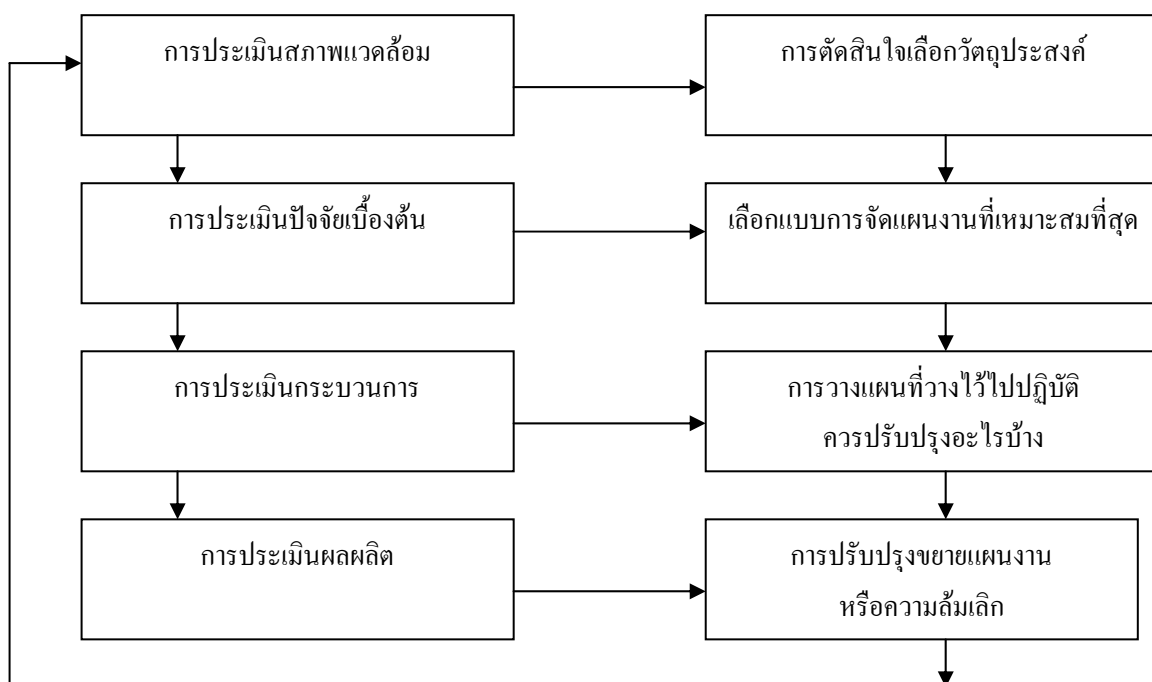 การประเมินสภาพแวดล้อม
การตัดสินใจเลือกวัตถุประสงค์
การประเมินปัจจัยเบื้องต้น
เลือกแบบการจัดแผนงานที่เหมาะสมที่สุด
การประเมินกระบวนการ
การวางแผนที่วางไว้ไปปฏิบัติ
ควรปรับปรุงอะไรบ้าง
การประเมินผลผลิต
การปรับปรุงขยายแผนงาน
หรือความล้มเลิก